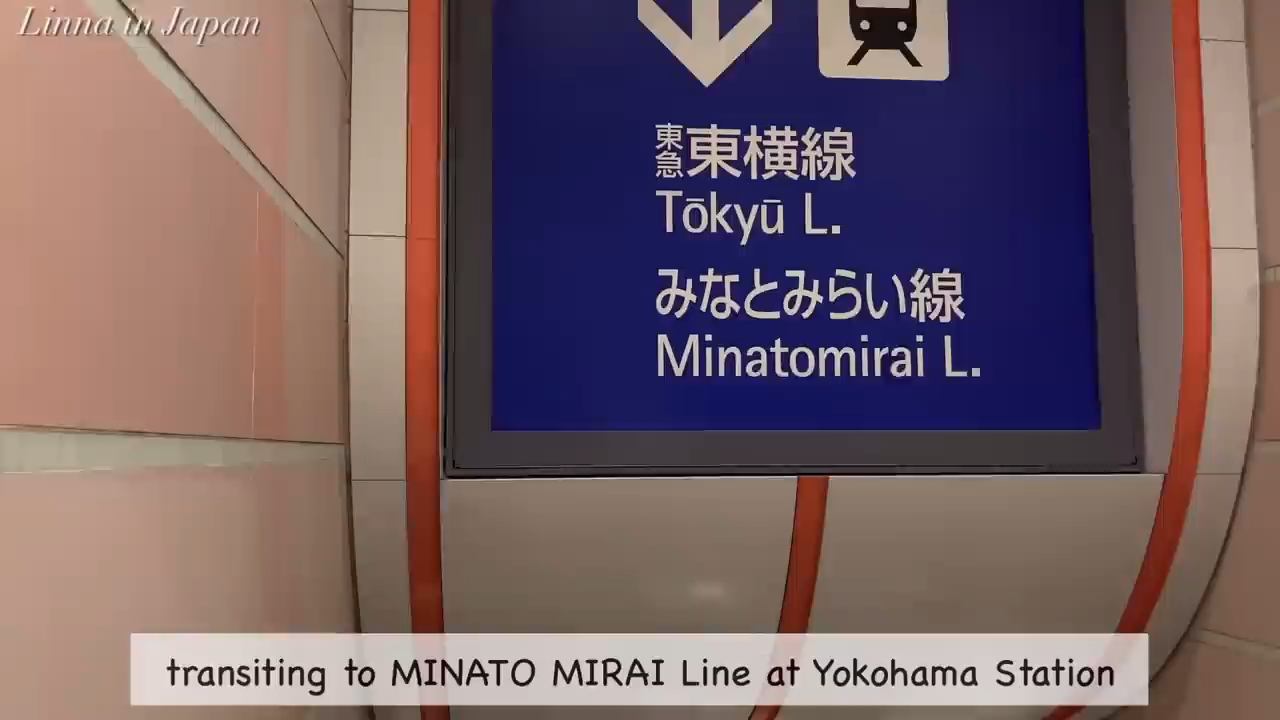 Linna in Japan
東急東横線
Tōkyū L.
みなとみらい線
Minatomirai L.
transiting to MINATO MIRAI Line at Yokohama Station